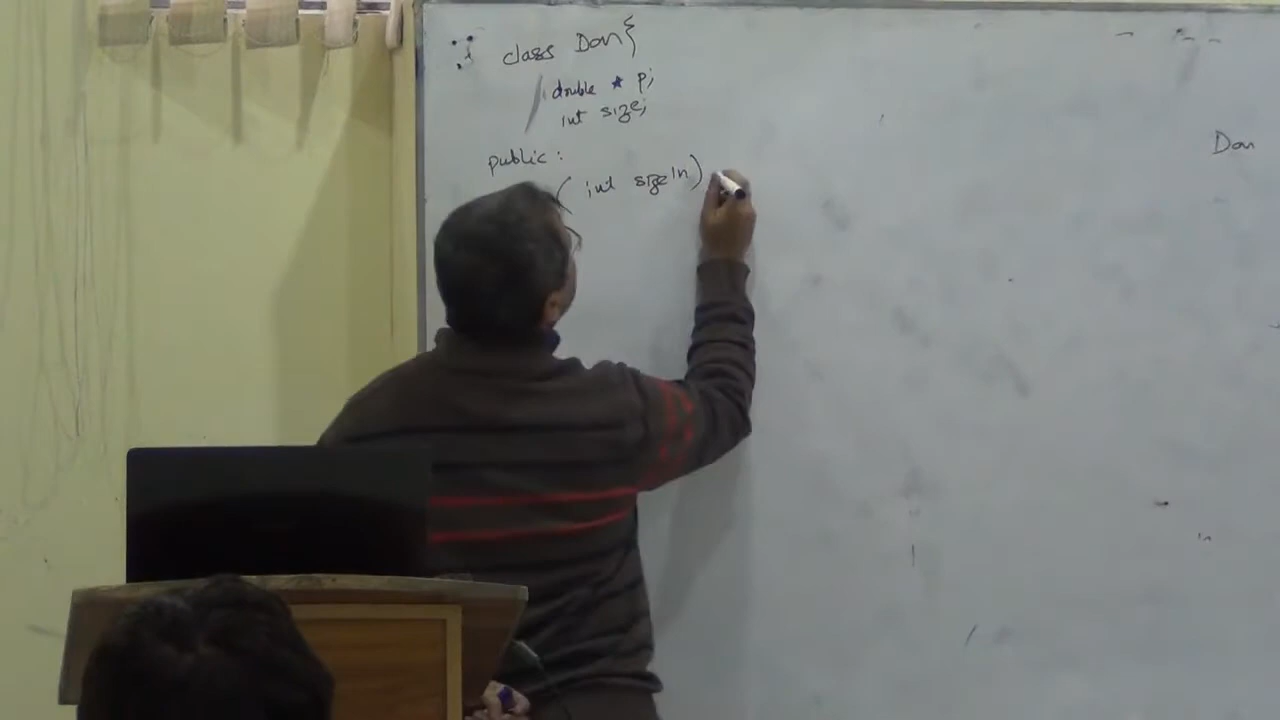 class Don{
double * p;
int size;
public:
( int sizeIn)
Don